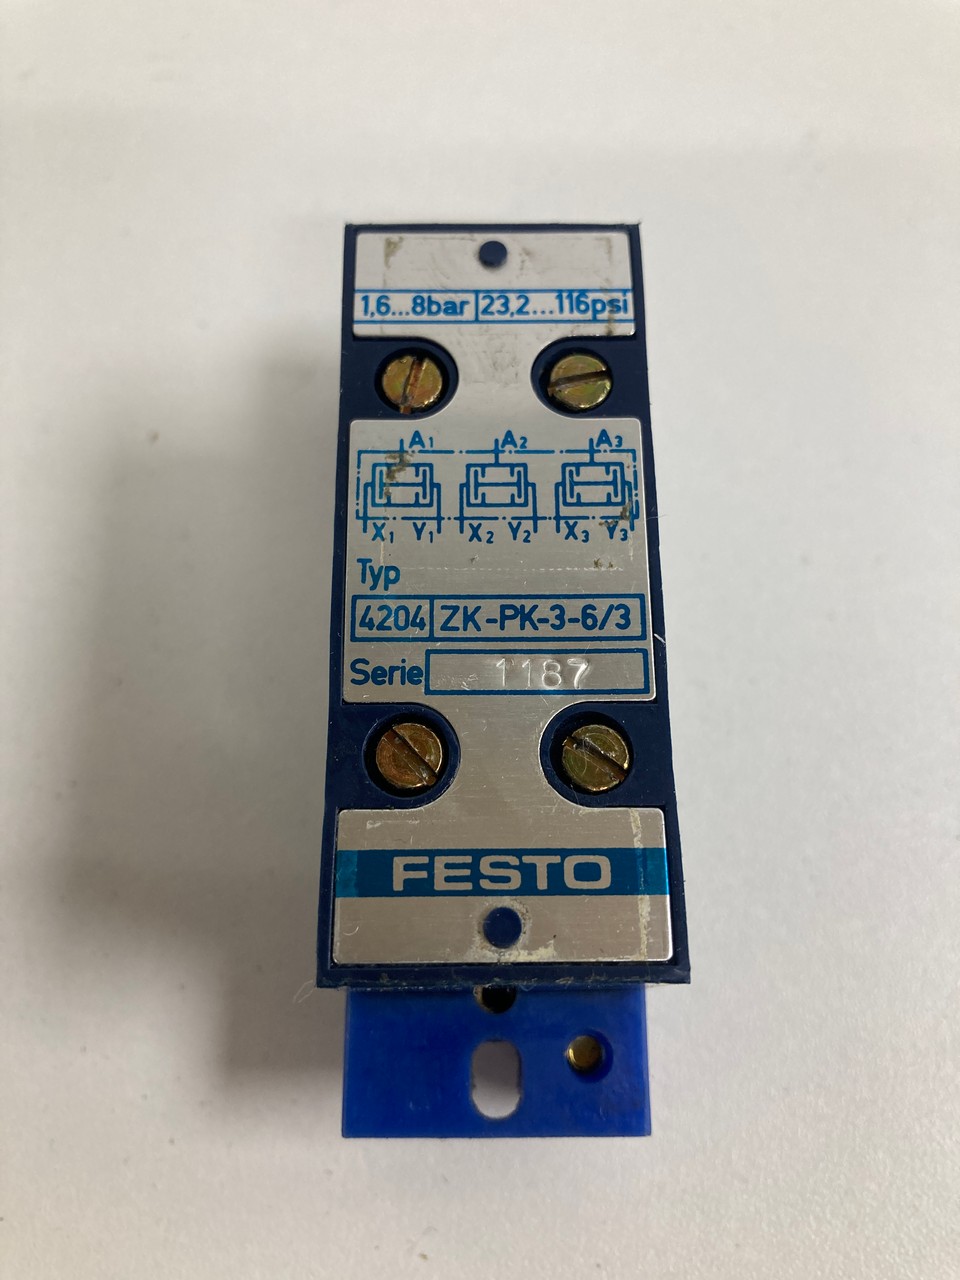 1,6...8bar 23,2...116psi
A1 A2 A3
X1 Y1 X2 Y2 X3 Y3
Typ
4204 ZK-PK-3-6/3
Serie 1187
FESTO